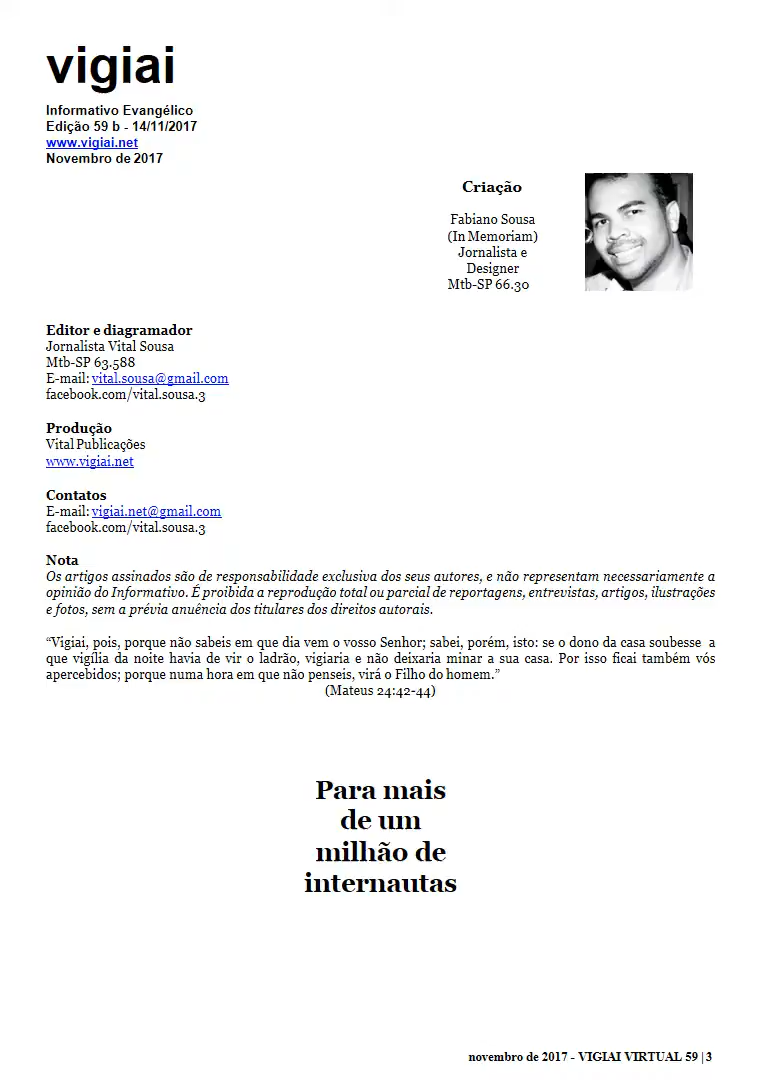 vigiai
Informativo Evangélico
Edição 59 b - 14/11/2017
www.vigiai.net
Novembro de 2017
Criação
Fabiano Sousa
(In Memoriam)
Jornalista e
Designer
Mtb-SP 66.30
Editor e diagramador
Jornalista Vital Sousa
Mtb-SP 63.588
E-mail: vital.sousa@gmail.com
facebook.com/vital.sousa.3
Produção
Vital Publicações
www.vigiai.net
Contatos
E-mail: vigiai.net@gmail.com
facebook.com/vital.sousa.3
Nota
Os artigos assinados são de responsabilidade exclusiva dos seus autores, e não representam necessariamente a
opinião do Informativo. É proibida a reprodução total ou parcial de reportagens, entrevistas, artigos, ilustrações
e fotos, sem a prévia anuência dos titulares dos direitos autorais.
“Vigiai, pois, porque não sabeis em que dia vem o vosso Senhor; sabei, porém, isto: se o dono da casa soubesse a
que vigília da noite havia de vir o ladrão, vigiaria e não deixaria minar a sua casa. Por isso ficai também vós
apercebidos; porque numa hora em que não penseis, virá o Filho do homem.”
(Mateus 24:42-44)
Para mais
de um
milhão de
internautas
novembro de 2017 - VIGIAI VIRTUAL 59 | 3